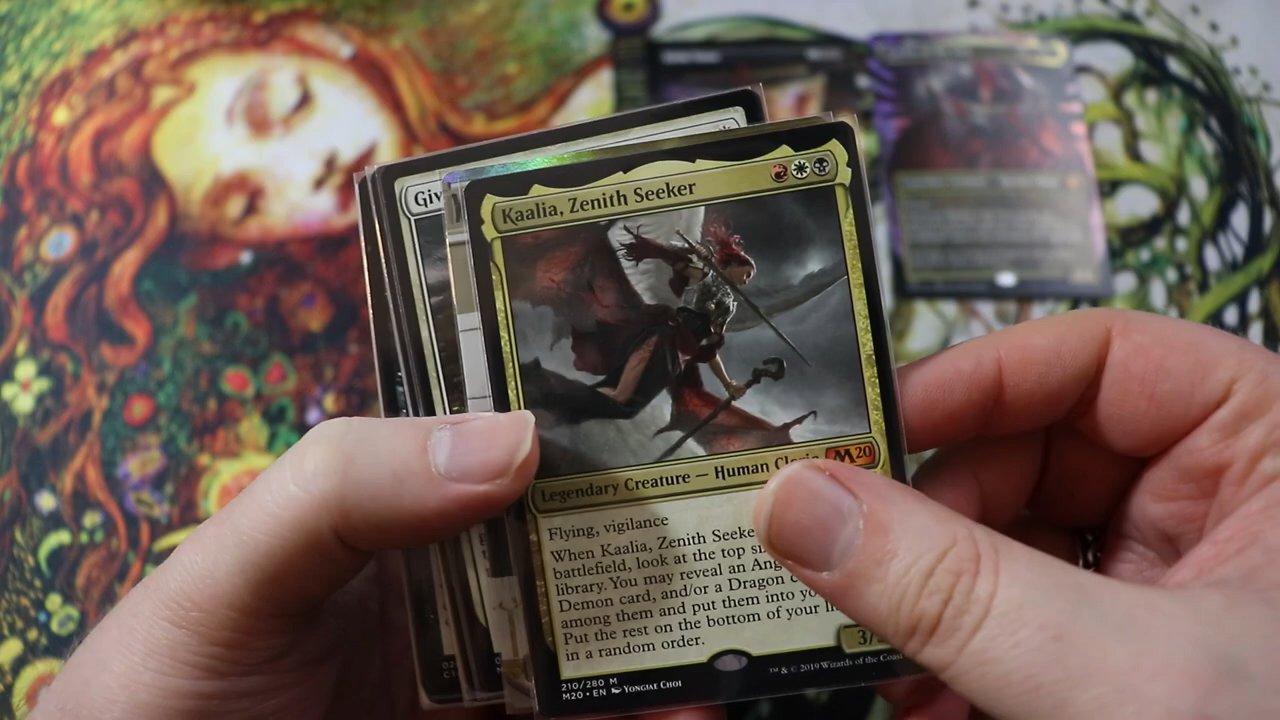 Giv
Kaalia, Zenith Seeker
Legendary Creature — Human Cleric
M20
Flying, vigilance
When Kaalia, Zenith Seeke
battlefield, look at the top si
library. You may reveal an Ang
Demon card, and/or a Dragon c
among them and put them into yo
Put the rest on the bottom of your li
in a random order.
3/
210/280 M
M20 • EN Yongjae Choi
™ & © 2019 Wizards of the Coast